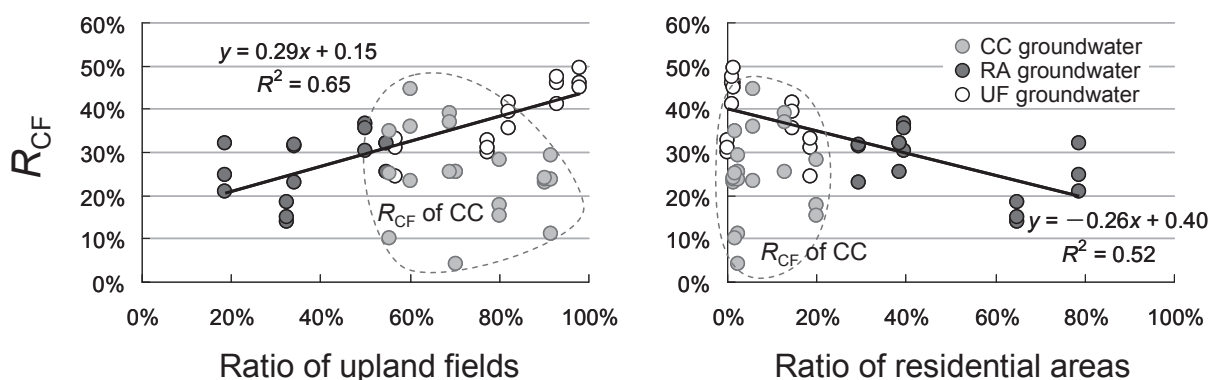 R_CF
60%
50%
40%
30%
20%
10%
0%
y = 0.29x + 0.15
R² = 0.65
R_CF of CC
0% 20% 40% 60% 80% 100%
Ratio of upland fields
60%
50%
40%
30%
20%
10%
0%
CC groundwater
RA groundwater
UF groundwater
R_CF of CC
y = −0.26x + 0.40
R² = 0.52
0% 20% 40% 60% 80% 100%
Ratio of residential areas